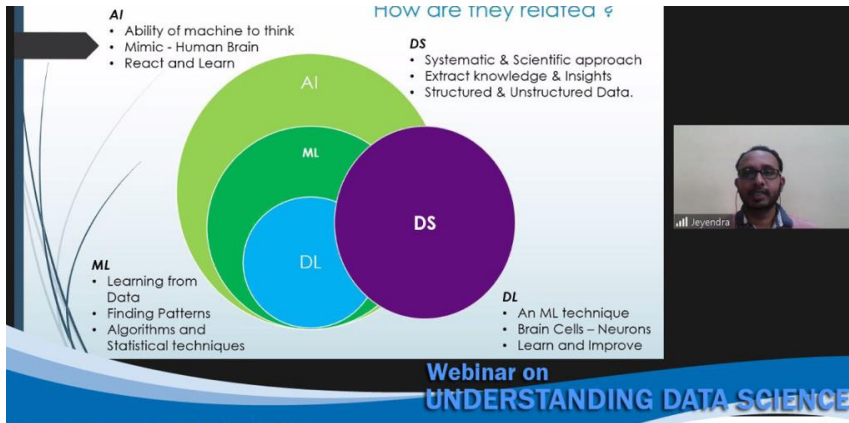 How are they related ?
AI
• Ability of machine to think
• Mimic - Human Brain
• React and Learn
DS
• Systematic & Scientific approach
• Extract knowledge & Insights
• Structured & Unstructured Data.
AI
ML
DL
DS
Jeyendra
ML
• Learning from
Data
• Finding Patterns
• Algorithms and
Statistical techniques
DL
• An ML technique
• Brain Cells – Neurons
• Learn and Improve
Webinar on
UNDERSTANDING DATA SCIENCE